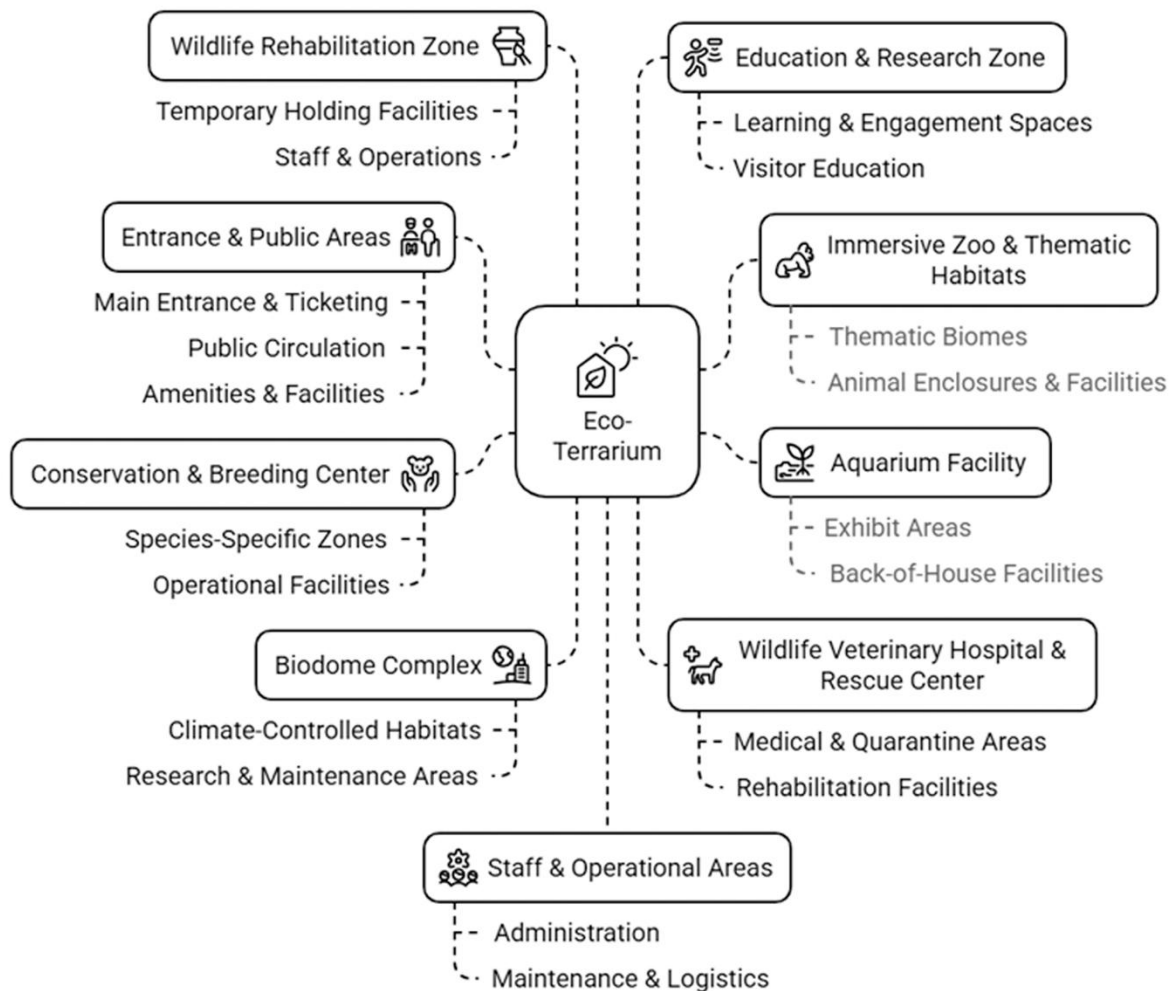 Wildlife Rehabilitation Zone
Temporary Holding Facilities
Staff & Operations
Education & Research Zone
Learning & Engagement Spaces
Visitor Education
Entrance & Public Areas
Main Entrance & Ticketing
Public Circulation
Amenities & Facilities
Immersive Zoo & Thematic
Habitats
Thematic Biomes
Animal Enclosures & Facilities
Eco-
Terrarium
Conservation & Breeding Center
Species-Specific Zones
Operational Facilities
Aquarium Facility
Exhibit Areas
Back-of-House Facilities
Biodome Complex
Climate-Controlled Habitats
Research & Maintenance Areas
Wildlife Veterinary Hospital &
Rescue Center
Medical & Quarantine Areas
Rehabilitation Facilities
Staff & Operational Areas
Administration
Maintenance & Logistics